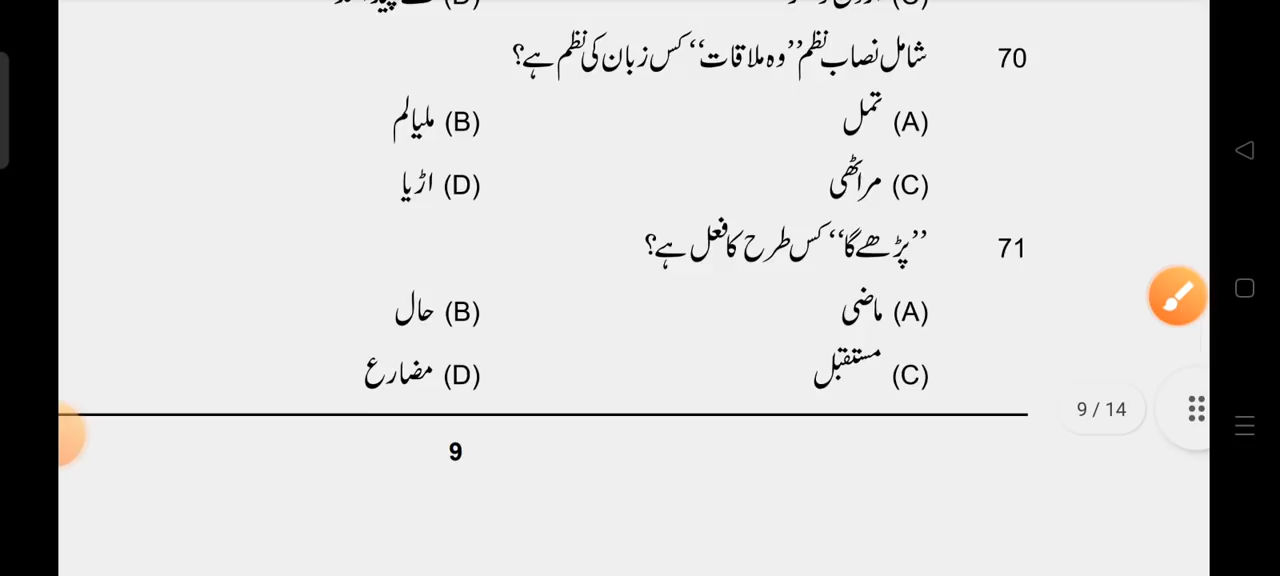 70 شامل نصاب نظم ’’وہ ملاقات‘‘ کس زبان کی نظم ہے؟
(A) تمل (B) ملیالم
(C) مراٹھی (D) اڑیا
71 ’’پڑھے گا‘‘ کس طرح کا فعل ہے؟
(A) ماضی (B) حال
(C) مستقبل (D) مضارع
9 / 14
9